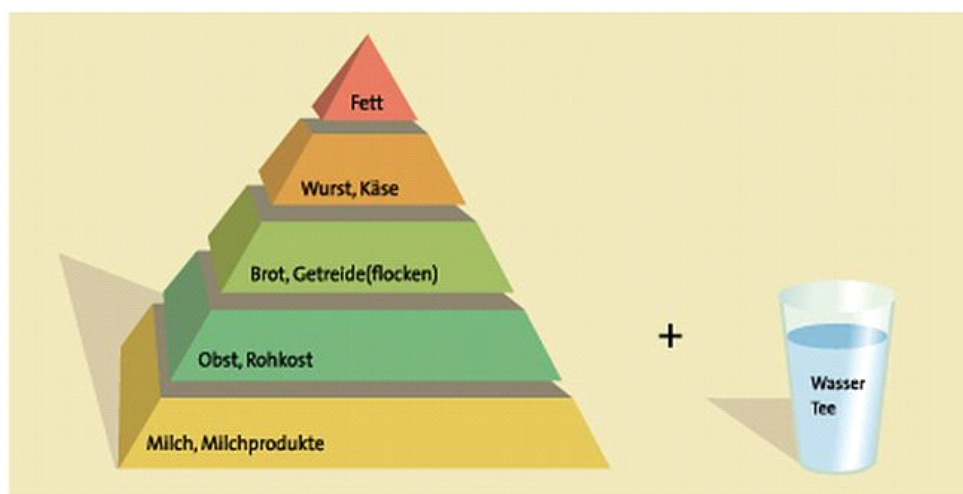 Fett
Wurst, Käse
Brot, Getreide(flocken)
Obst, Rohkost
Milch, Milchprodukte
+
Wasser
Tee